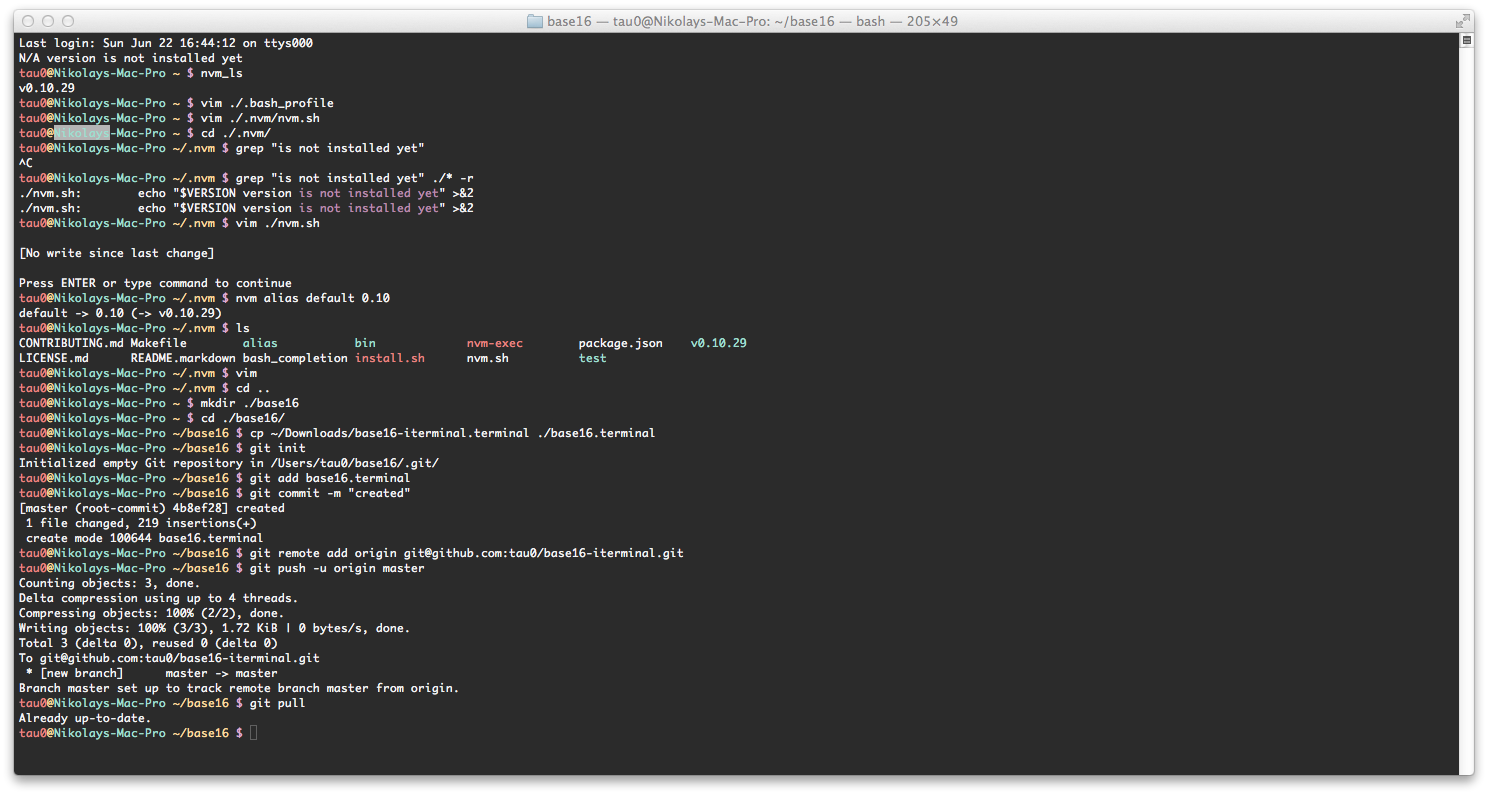 base16 — tau0@Nikolays-Mac-Pro: ~/base16 — bash — 205×49
Last login: Sun Jun 22 16:44:12 on ttys000
N/A version is not installed yet
tau0@Nikolays-Mac-Pro ~ $ nvm_ls
v0.10.29
tau0@Nikolays-Mac-Pro ~ $ vim ./.bash_profile
tau0@Nikolays-Mac-Pro ~ $ vim ./.nvm/nvm.sh
tau0@Nikolays-Mac-Pro ~ $ cd ./.nvm/
tau0@Nikolays-Mac-Pro ~/.nvm $ grep "is not installed yet"
^C
tau0@Nikolays-Mac-Pro ~/.nvm $ grep "is not installed yet" ./* -r
./nvm.sh:        echo "$VERSION version is not installed yet" >&2
./nvm.sh:        echo "$VERSION version is not installed yet" >&2
tau0@Nikolays-Mac-Pro ~/.nvm $ vim ./nvm.sh
[No write since last change]
Press ENTER or type command to continue
tau0@Nikolays-Mac-Pro ~/.nvm $ nvm alias default 0.10
default -> 0.10 (-> v0.10.29)
tau0@Nikolays-Mac-Pro ~/.nvm $ ls
CONTRIBUTING.md Makefile        alias           bin             nvm-exec        package.json    v0.10.29
LICENSE.md      README.markdown bash_completion install.sh      nvm.sh          test
tau0@Nikolays-Mac-Pro ~/.nvm $ vim
tau0@Nikolays-Mac-Pro ~/.nvm $ cd ..
tau0@Nikolays-Mac-Pro ~ $ mkdir ./base16
tau0@Nikolays-Mac-Pro ~ $ cd ./base16/
tau0@Nikolays-Mac-Pro ~/base16 $ cp ~/Downloads/base16-iterminal.terminal ./base16.terminal
tau0@Nikolays-Mac-Pro ~/base16 $ git init
Initialized empty Git repository in /Users/tau0/base16/.git/
tau0@Nikolays-Mac-Pro ~/base16 $ git add base16.terminal
tau0@Nikolays-Mac-Pro ~/base16 $ git commit -m "created"
[master (root-commit) 4b8ef28] created
 1 file changed, 219 insertions(+)
 create mode 100644 base16.terminal
tau0@Nikolays-Mac-Pro ~/base16 $ git remote add origin git@github.com:tau0/base16-iterminal.git
tau0@Nikolays-Mac-Pro ~/base16 $ git push -u origin master
Counting objects: 3, done.
Delta compression using up to 4 threads.
Compressing objects: 100% (2/2), done.
Writing objects: 100% (3/3), 1.72 KiB | 0 bytes/s, done.
Total 3 (delta 0), reused 0 (delta 0)
To git@github.com:tau0/base16-iterminal.git
 * [new branch]      master -> master
Branch master set up to track remote branch master from origin.
tau0@Nikolays-Mac-Pro ~/base16 $ git pull
Already up-to-date.
tau0@Nikolays-Mac-Pro ~/base16 $